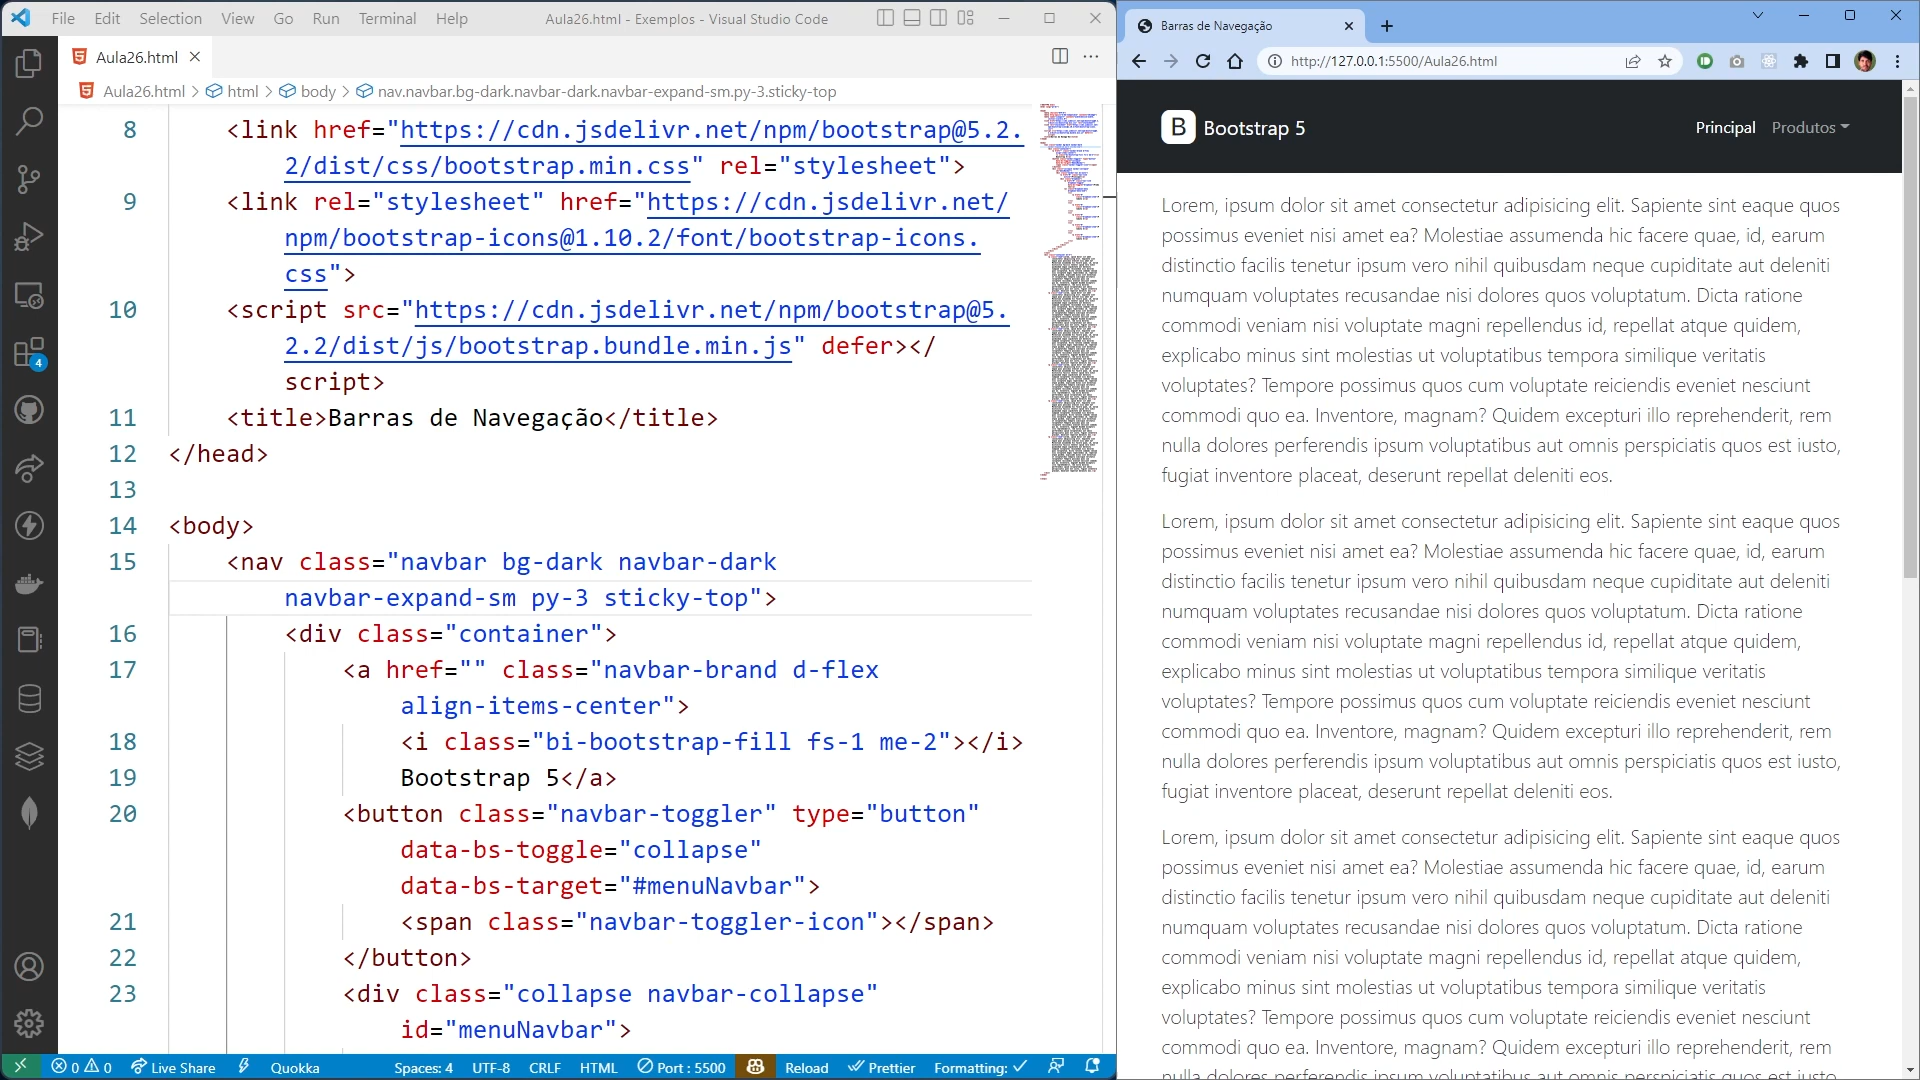 File Edit Selection View Go Run Terminal Help
Aula26.html - Exemplos - Visual Studio Code
Aula26.html
Aula26.html > html > body > nav.navbar.bg-dark.navbar-dark.navbar-expand-sm.py-3.sticky-top
8 <link href="https://cdn.jsdelivr.net/npm/bootstrap@5.2.
2/dist/css/bootstrap.min.css" rel="stylesheet">
9 <link rel="stylesheet" href="https://cdn.jsdelivr.net/
npm/bootstrap-icons@1.10.2/font/bootstrap-icons.
css">
10 <script src="https://cdn.jsdelivr.net/npm/bootstrap@5.
2.2/dist/js/bootstrap.bundle.min.js" defer></
script>
11 <title>Barras de Navegação</title>
12 </head>
13
14 <body>
15 <nav class="navbar bg-dark navbar-dark
navbar-expand-sm py-3 sticky-top">
16 <div class="container">
17 <a href="" class="navbar-brand d-flex
align-items-center">
18 <i class="bi-bootstrap-fill fs-1 me-2"></i>
19 Bootstrap 5</a>
20 <button class="navbar-toggler" type="button"
data-bs-toggle="collapse"
data-bs-target="#menuNavbar">
21 <span class="navbar-toggler-icon"></span>
22 </button>
23 <div class="collapse navbar-collapse"
id="menuNavbar">
4
0 0 Live Share Quokka Spaces: 4 UTF-8 CRLF HTML Port : 5500 Reload Prettier Formatting:
Barras de Navegação
http://127.0.0.1:5500/Aula26.html
B Bootstrap 5 Principal Produtos
Lorem, ipsum dolor sit amet consectetur adipisicing elit. Sapiente sint eaque quos
possimus eveniet nisi amet ea? Molestiae assumenda hic facere quae, id, earum
distinctio facilis tenetur ipsum vero nihil quibusdam neque cupiditate aut deleniti
numquam voluptates recusandae nisi dolores quos voluptatum. Dicta ratione
commodi veniam nisi voluptate magni repellendus id, repellat atque quidem,
explicabo minus sint molestias ut voluptatibus tempora similique veritatis
voluptates? Tempore possimus quos cum voluptate reiciendis eveniet nesciunt
commodi quo ea. Inventore, magnam? Quidem excepturi illo reprehenderit, rem
nulla dolores perferendis ipsum voluptatibus aut omnis perspiciatis quos est iusto,
fugiat inventore placeat, deserunt repellat deleniti eos.
Lorem, ipsum dolor sit amet consectetur adipisicing elit. Sapiente sint eaque quos
possimus eveniet nisi amet ea? Molestiae assumenda hic facere quae, id, earum
distinctio facilis tenetur ipsum vero nihil quibusdam neque cupiditate aut deleniti
numquam voluptates recusandae nisi dolores quos voluptatum. Dicta ratione
commodi veniam nisi voluptate magni repellendus id, repellat atque quidem,
explicabo minus sint molestias ut voluptatibus tempora similique veritatis
voluptates? Tempore possimus quos cum voluptate reiciendis eveniet nesciunt
commodi quo ea. Inventore, magnam? Quidem excepturi illo reprehenderit, rem
nulla dolores perferendis ipsum voluptatibus aut omnis perspiciatis quos est iusto,
fugiat inventore placeat, deserunt repellat deleniti eos.
Lorem, ipsum dolor sit amet consectetur adipisicing elit. Sapiente sint eaque quos
possimus eveniet nisi amet ea? Molestiae assumenda hic facere quae, id, earum
distinctio facilis tenetur ipsum vero nihil quibusdam neque cupiditate aut deleniti
numquam voluptates recusandae nisi dolores quos voluptatum. Dicta ratione
commodi veniam nisi voluptate magni repellendus id, repellat atque quidem,
explicabo minus sint molestias ut voluptatibus tempora similique veritatis
voluptates? Tempore possimus quos cum voluptate reiciendis eveniet nesciunt
commodi quo ea. Inventore, magnam? Quidem excepturi illo reprehenderit, rem
nulla dolores perferendis ipsum voluptatibus aut omnis perspiciatis quos est iusto,